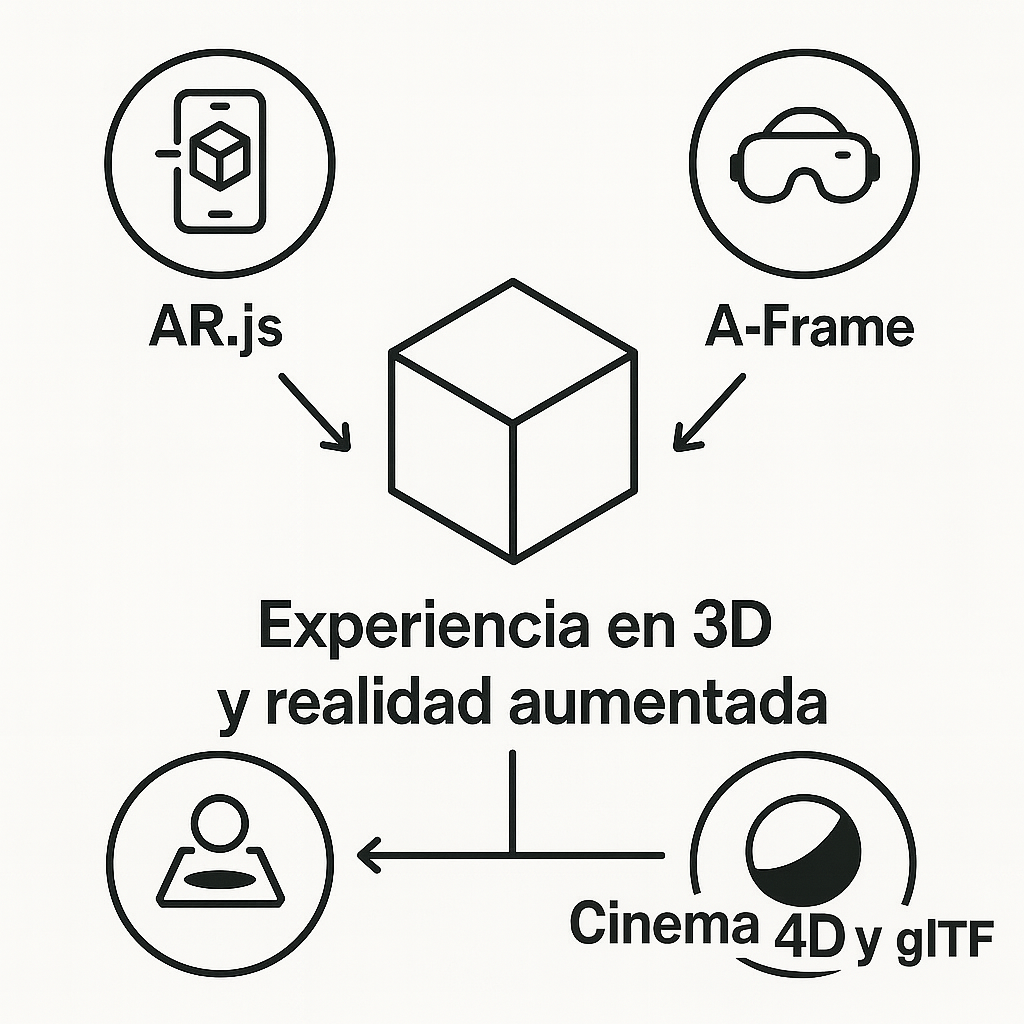 AR.js
A-Frame
Experiencia en 3D
y realidad aumentada
Cinema 4D y glTF